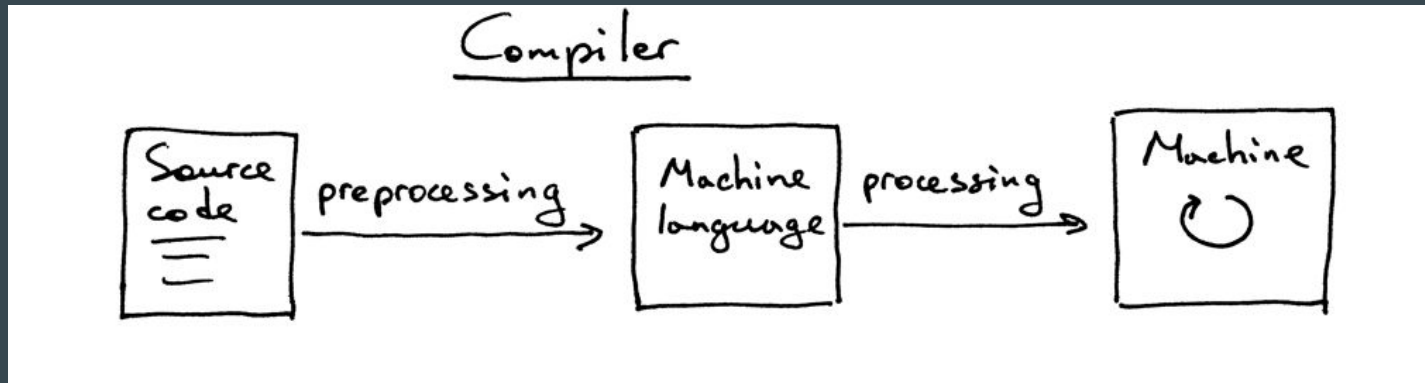 Compiler
Source
code
preprocessing
Machine
language
processing
Machine